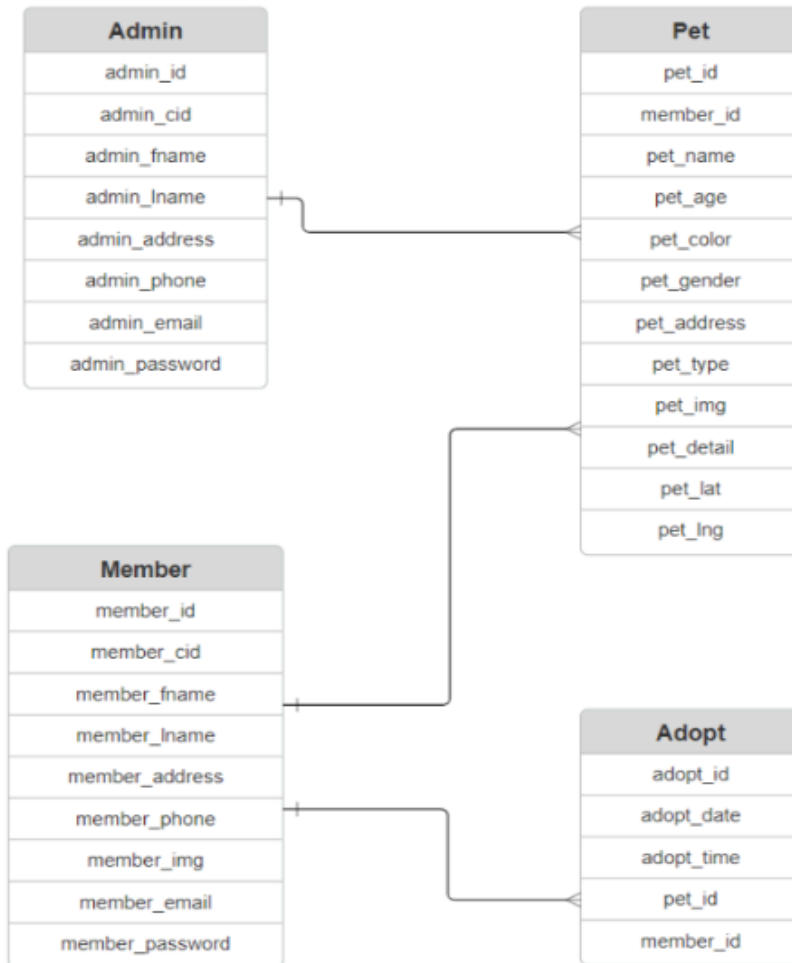 Admin
admin_id
admin_cid
admin_fname
admin_lname
admin_address
admin_phone
admin_email
admin_password
Pet
pet_id
member_id
pet_name
pet_age
pet_color
pet_gender
pet_address
pet_type
pet_img
pet_detail
pet_lat
pet_lng
Member
member_id
member_cid
member_fname
member_lname
member_address
member_phone
member_img
member_email
member_password
Adopt
adopt_id
adopt_date
adopt_time
pet_id
member_id